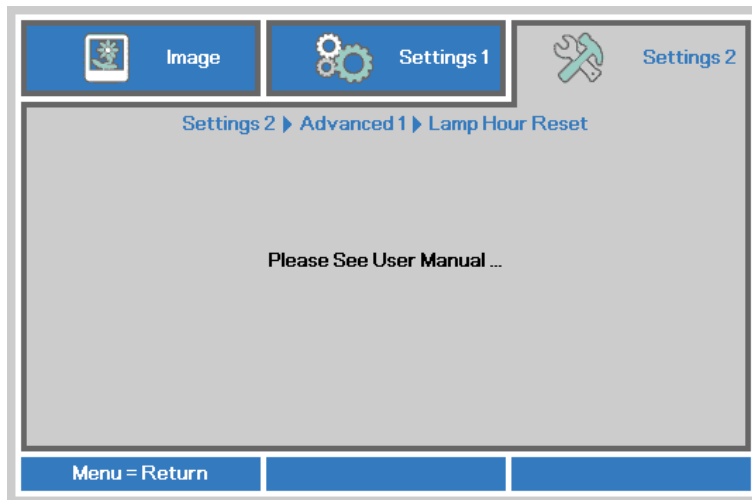 Image
Settings 1
Settings 2
Settings 2 ▶ Advanced 1 ▶ Lamp Hour Reset
Please See User Manual ...
Menu = Return